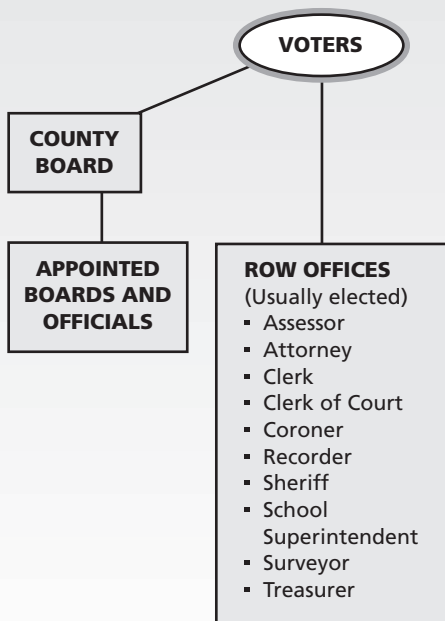 VOTERS
COUNTY
BOARD
APPOINTED
BOARDS AND
OFFICIALS
ROW OFFICES
(Usually elected)
▪ Assessor
▪ Attorney
▪ Clerk
▪ Clerk of Court
▪ Coroner
▪ Recorder
▪ Sheriff
▪ School
Superintendent
▪ Surveyor
▪ Treasurer